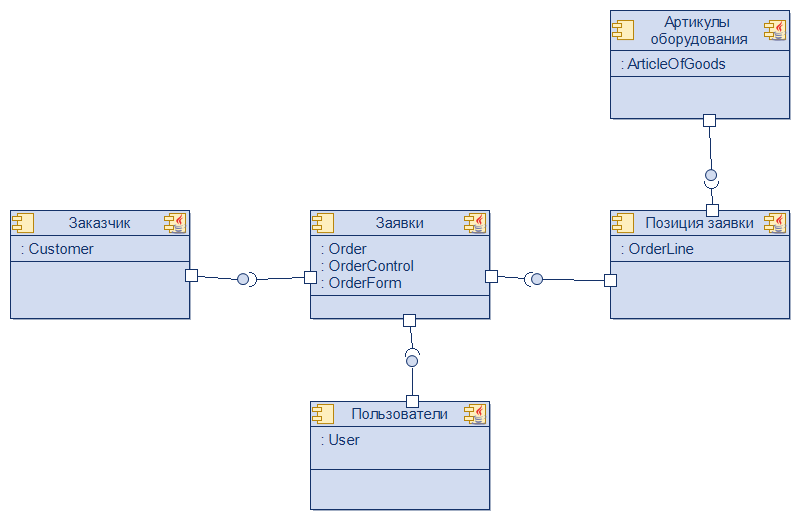 Артикулы
оборудования
: ArticleOfGoods
Заказчик
: Customer
Заявки
: Order
: OrderControl
: OrderForm
Позиция заявки
: OrderLine
Пользователи
: User